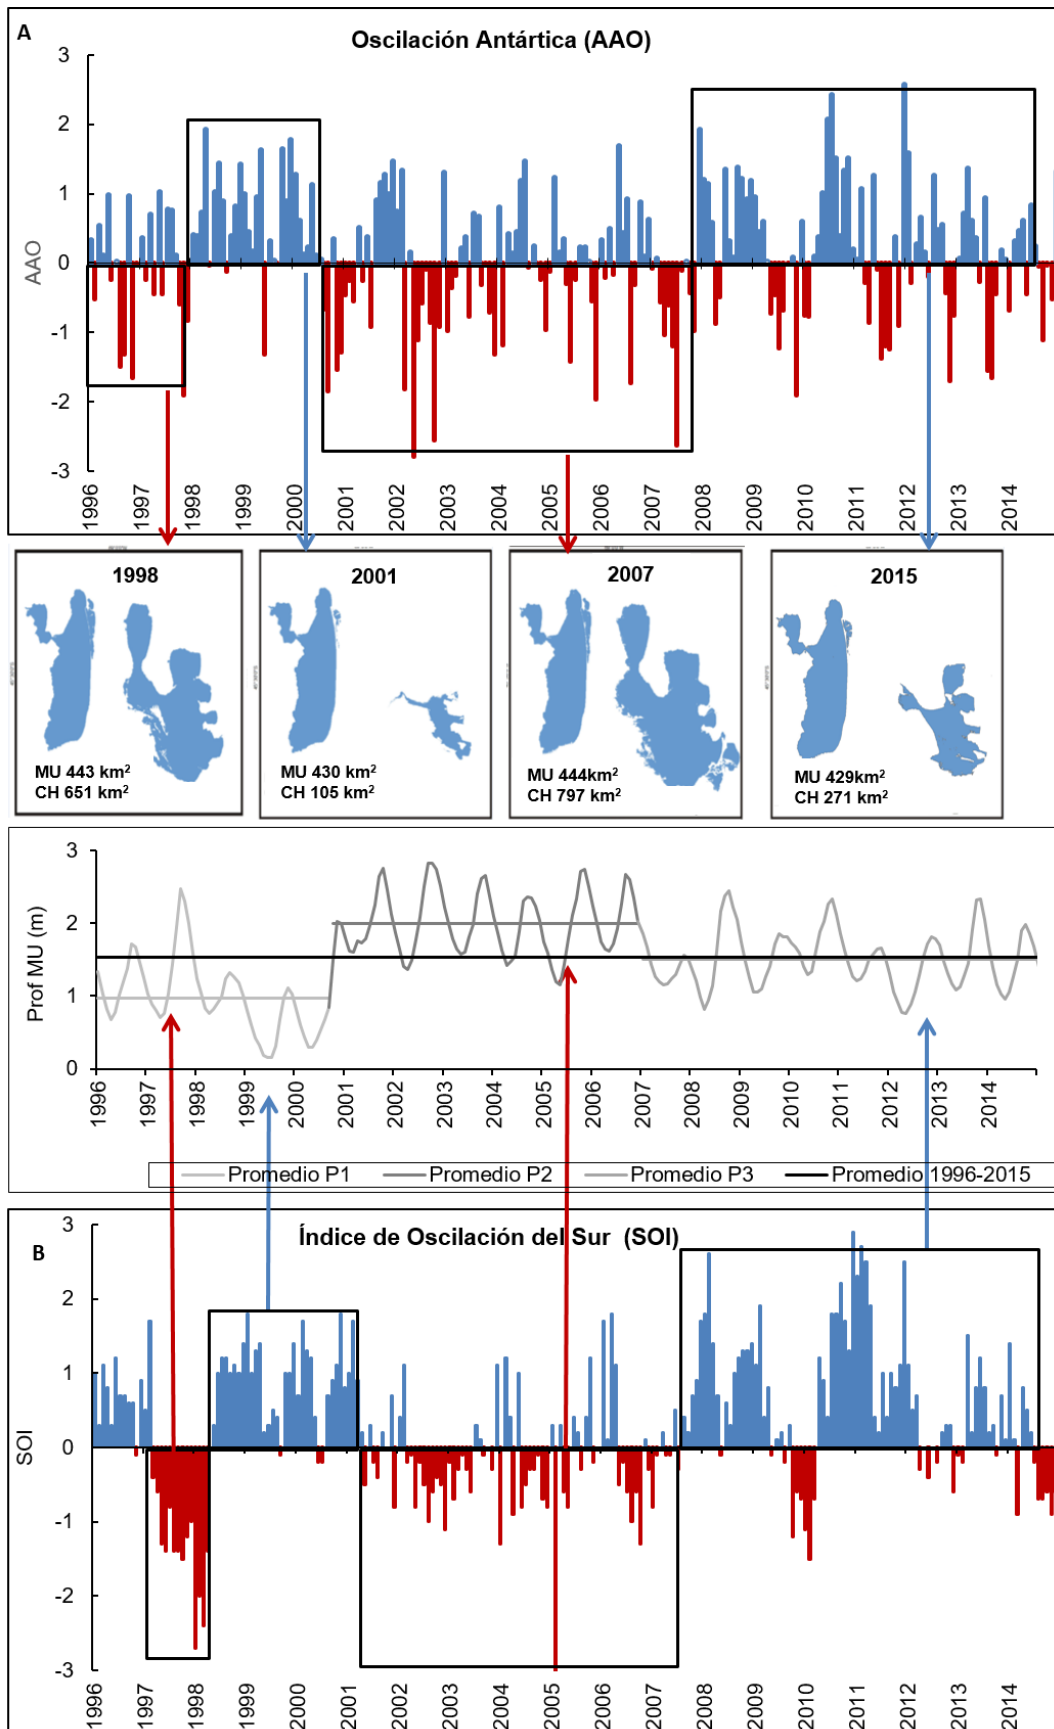 A
Oscilación Antártica (AAO)
3
2
1
0
-1
-2
-3
AAO
1996 1997 1998 1999 2000 2001 2002 2003 2004 2005 2006 2007 2008 2009 2010 2011 2012 2013 2014
1998
MU 443 km²
CH 651 km²
2001
MU 430 km²
CH 105 km²
2007
MU 444km²
CH 797 km²
2015
MU 429km²
CH 271 km²
3
2
1
0
Prof MU (m)
1996 1997 1998 1999 2000 2001 2002 2003 2004 2005 2006 2007 2008 2009 2010 2011 2012 2013 2014
Promedio P1 Promedio P2 Promedio P3 Promedio 1996-2015
B
Índice de Oscilación del Sur (SOI)
3
2
1
0
-1
-2
-3
SOI
1996 1997 1998 1999 2000 2001 2002 2003 2004 2005 2006 2007 2008 2009 2010 2011 2012 2013 2014